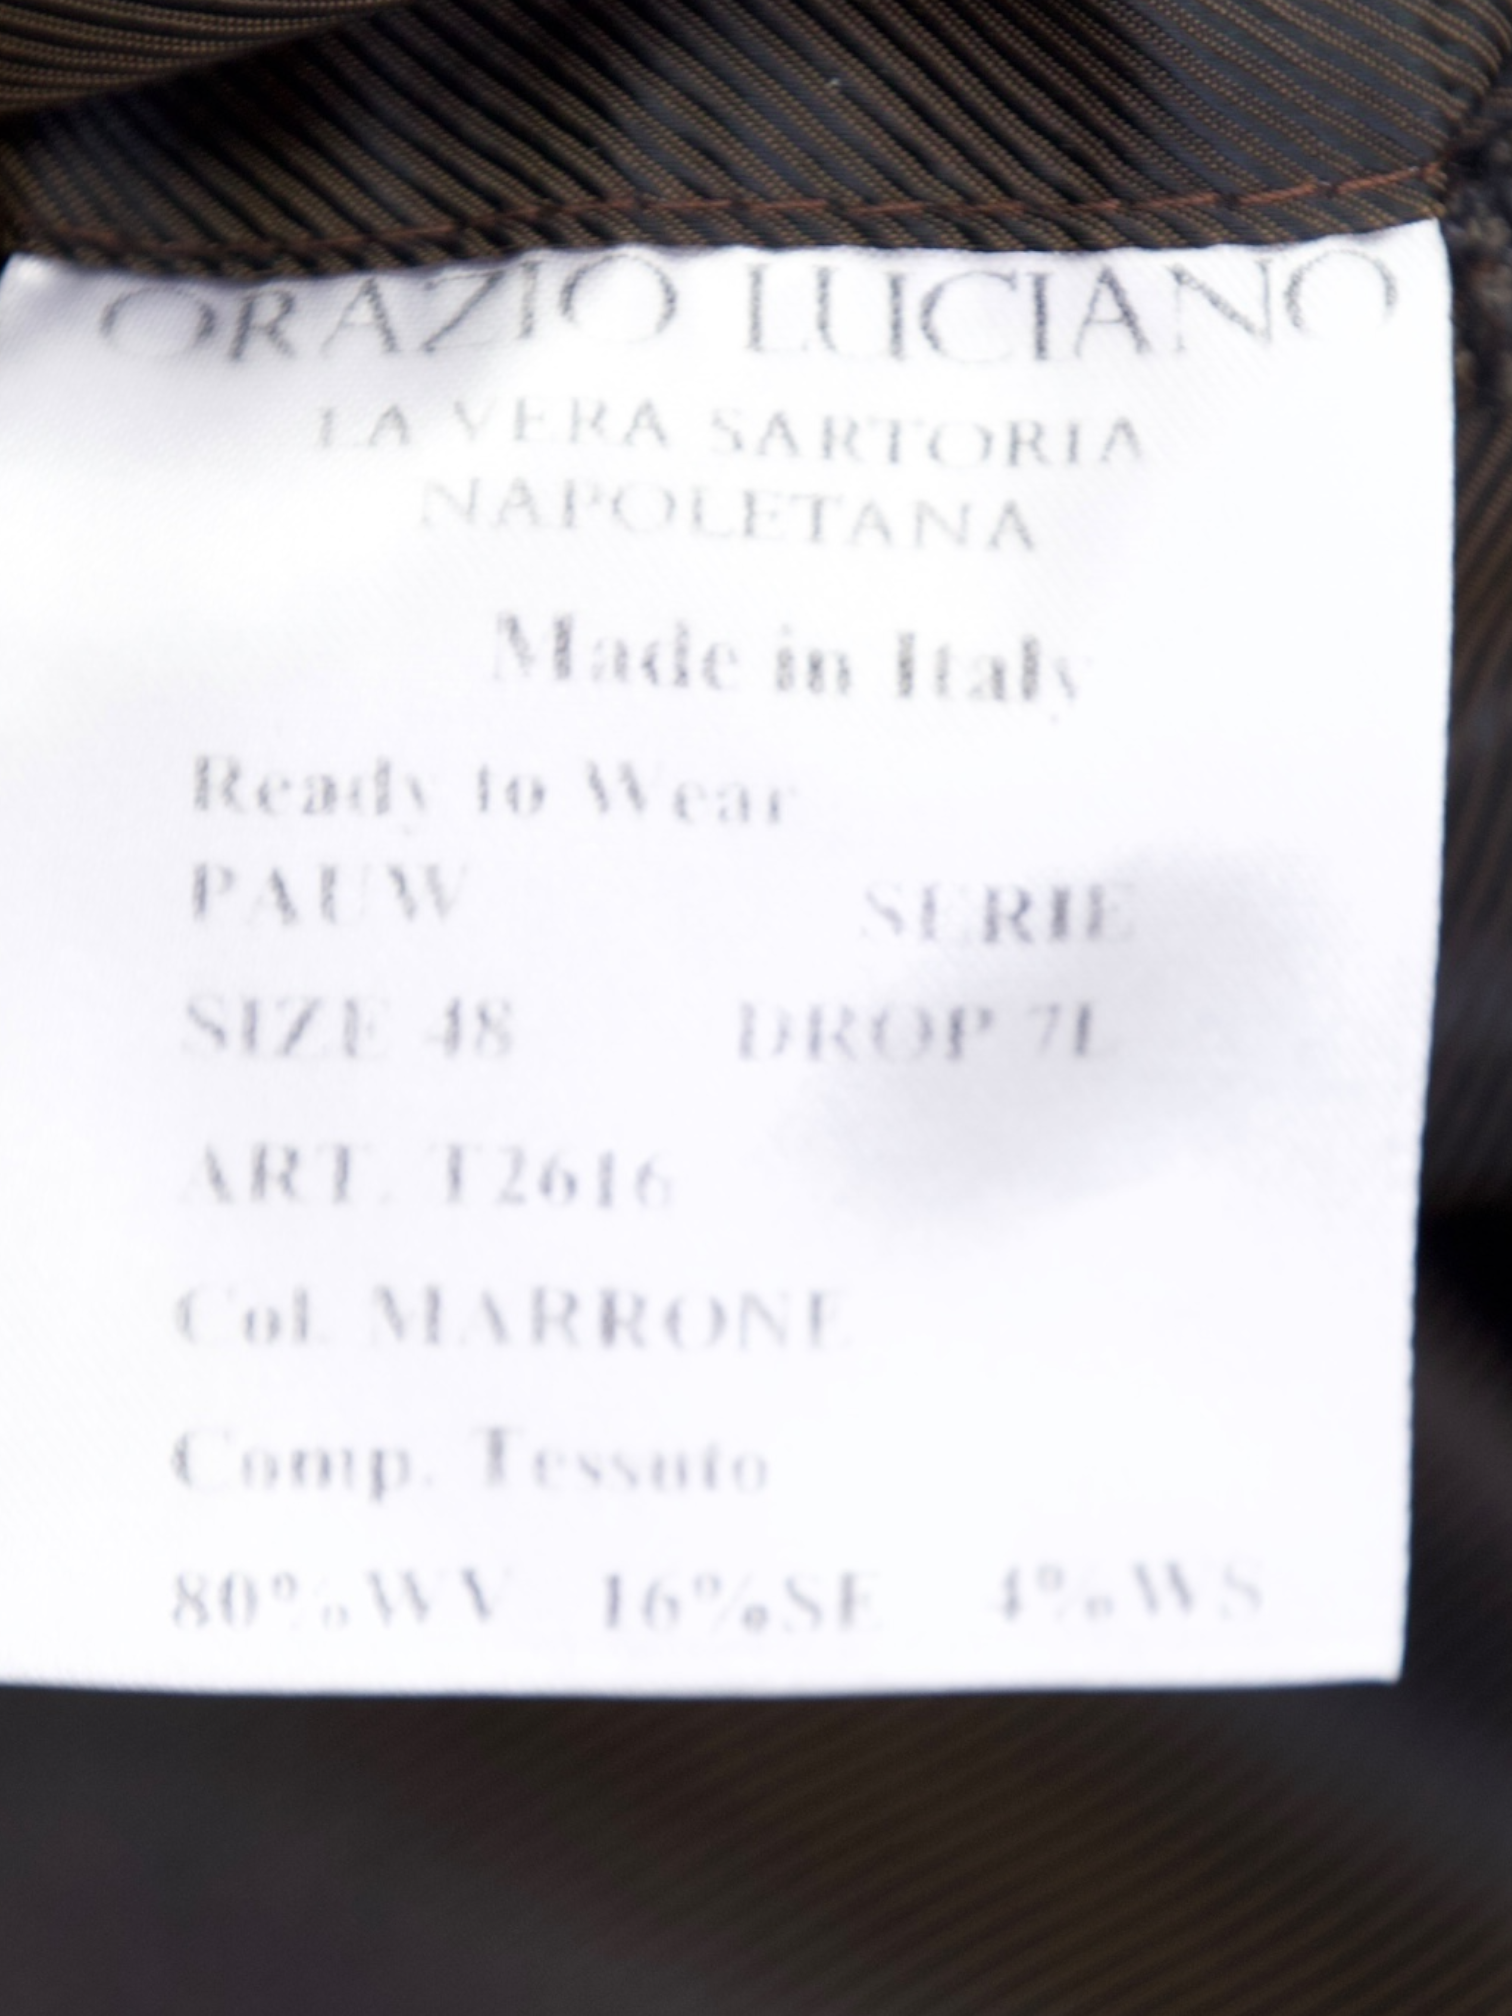 ORAZIO LUCIANO
LA VERA SARTORIA
NAPOLETANA
Made in Italy
Ready to Wear
PAUW SERIE
SIZE 48 DROP 7L
ART. T2616
Col. MARRONE
Comp. Tessuto
80%WV 16%SE 4%WS